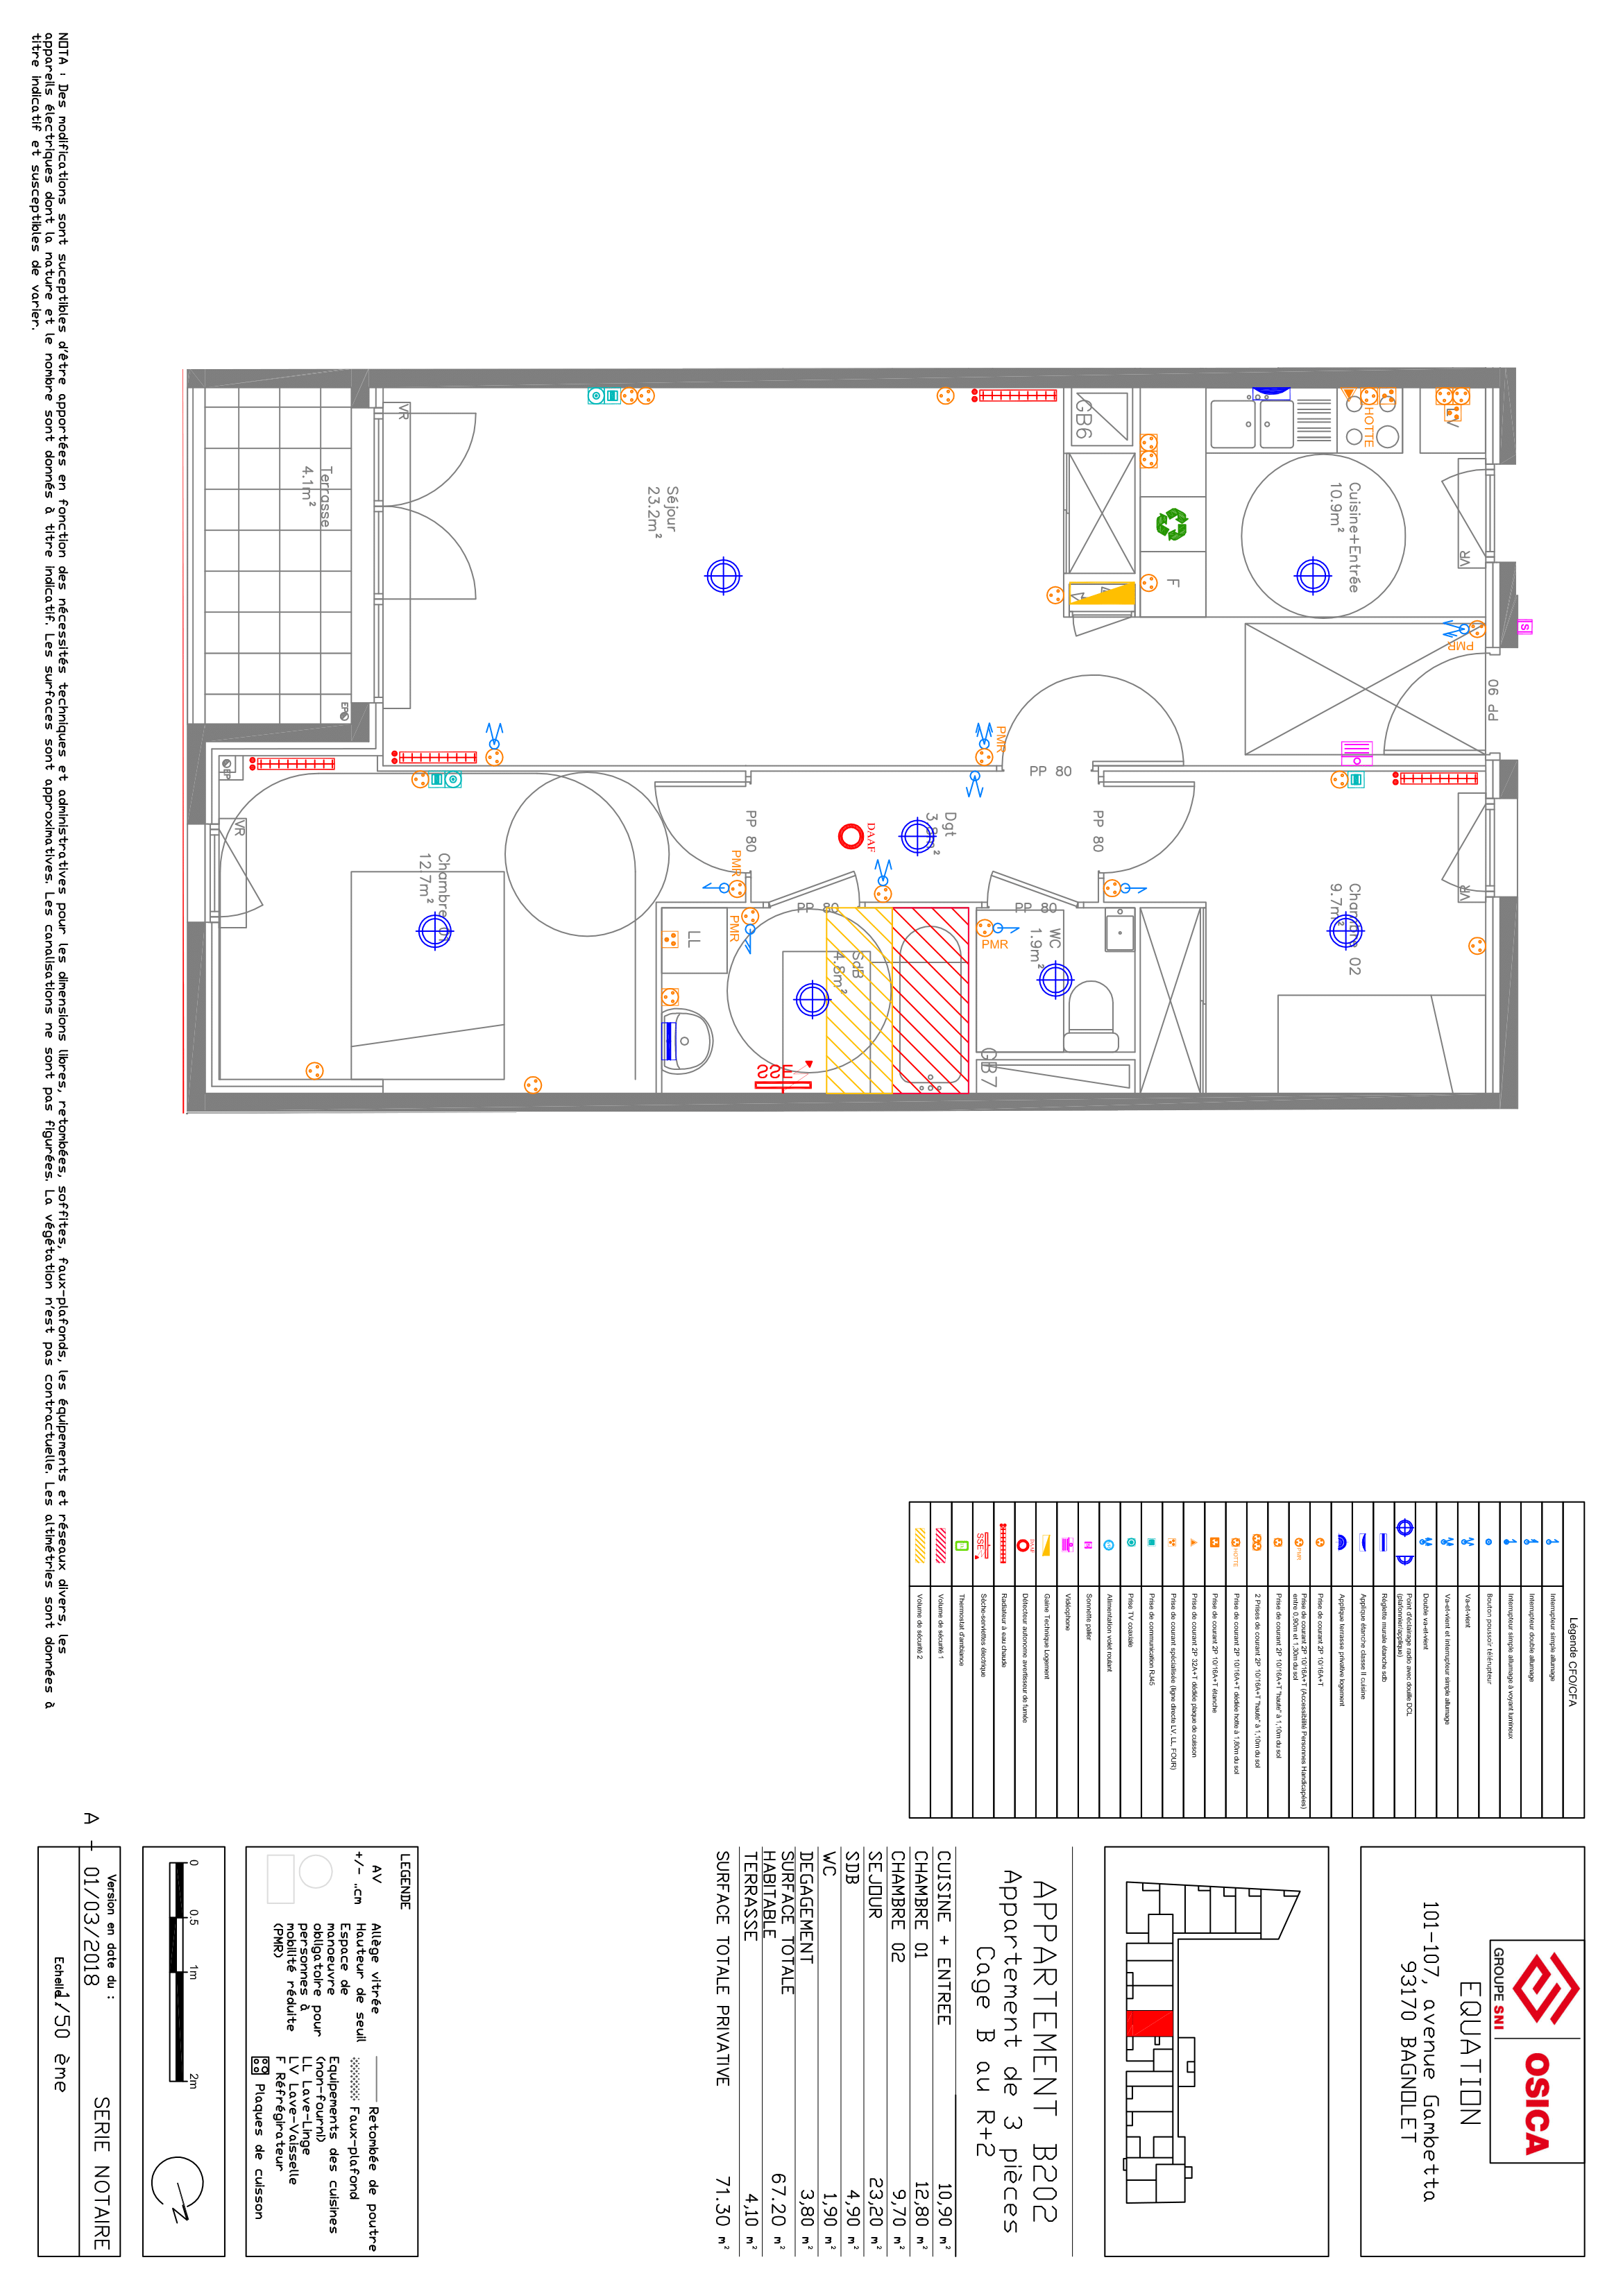 GROUPE SNI
OSICA
EQUATION
101-107, avenue Gambetta
93170 BAGNOLET
APPARTEMENT B202
Appartement de 3 pièces
Cage B au R+2
CUISINE + ENTREE 10,90 m²
CHAMBRE 01 12,80 m²
CHAMBRE 02 9,70 m²
SEJOUR 23,20 m²
SDB 4,90 m²
WC 1,90 m²
DEGAGEMENT 3,80 m²
SURFACE TOTALE
HABITABLE 67.20 m²
TERRASSE 4,10 m²
SURFACE TOTALE PRIVATIVE 71.30 m²
LEGENDE
AV Allège vitrée
+/- ..cm Hauteur de seuil
Espace de
manoeuvre
obligatoire pour
personnes à
mobilité réduite
(PMR)
Retombée de poutre
Faux-plafond
Equipements des cuisines
(non-fourni)
LL Lave-Linge
LV Lave-Vaisselle
F Réfrégirateur
Plaques de cuisson
0 0.5 1m 2m
N
A - Version en date du :
01/03/2018
SERIE NOTAIRE
Echelle 1/50 ème
Légende CFO/CFA
Interrupteur simple allumage
Interrupteur double allumage
Interrupteur simple allumage à voyant lumineux
Bouton poussoir télérupteur
Va-et-vient
Va-et-vient et interrupteur simple allumage
Double va-et-vient
Point d'éclairage radio avec douille DCL
(plafonnier/applique)
Réglette murale étanche sdb
Applique étanche classe II cuisine
Applique terrasse privative logement
Prise de courant 2P 10/16A+T
Prise de courant 2P 10/16A+T (Accessibilité Personnes Handicapées)
entre 0,90m et 1,30m du sol
Prise de courant 2P 10/16A+T "haute" à 1,10m du sol
2 Prises de courant 2P 10/16A+T "haute" à 1,10m du sol
Prise de courant 2P 10/16A+T dédiée hotte à 1,80m du sol
Prise de courant 2P 10/16A+T étanche
Prise de courant 2P 32A+T dédiée plaque de cuisson
Prise de courant spécialisée (ligne directe LV, LL, FOUR)
Prise de communication RJ45
Prise TV coaxiale
Alimentation volet roulant
Sonnette palier
Vidéophone
Gaine Technique Logement
Détecteur autonome avertisseur de fumée
Radiateur à eau chaude
Sèche-serviettes électrique
Thermostat d'ambiance
Volume de sécurité 1
Volume de sécurité 2
PMR
HOTTE
DAAF
SSE
Cuisine+Entrée
10.9m²
HOTTE
F
VR
GB6
PMR
PP 90
S
Séjour
23.2m²
VR
Terrasse
4.1m²
EP
PMR
PP 80
Dgt
DAAF
PP 80
PP 80
PP 80
PP 80
Chambre
12.7m²
VR
EP
PMR
PMR
LL
SdB
4.8m²
SSE
WC
1.9m²
PMR
GB7
02
9.7m²
VR
NOTA : Des modifications sont suceptibles d'être apportées en fonction des nécessités techniques et administratives pour les dimensions libres, retombées, soffites, faux-plafonds, les équipements et réseaux divers, les
appareils électriques dont la nature et le nombre sont donnés à titre indicatif. Les surfaces sont approximatives. Les canalisations ne sont pas figurées. La végétation n'est pas contractuelle. Les altimétries sont données à
titre indicatif et susceptibles de varier.